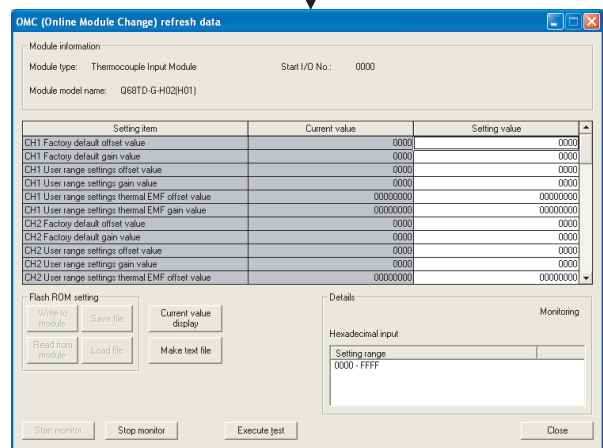 OMC (Online Module Change) refresh data
Module information
Module type: Thermocouple Input Module Start I/O No.: 0000
Module model name: Q68TD-G-H02(H01)
Setting item Current value Setting value
CH1 Factory default offset value 0000 0000
CH1 Factory default gain value 0000 0000
CH1 User range settings offset value 0000 0000
CH1 User range settings gain value 0000 0000
CH1 User range settings thermal EMF offset value 00000000 00000000
CH1 User range settings thermal EMF gain value 00000000 00000000
CH2 Factory default offset value 0000 0000
CH2 Factory default gain value 0000 0000
CH2 User range settings offset value 0000 0000
CH2 User range settings gain value 0000 0000
CH2 User range settings thermal EMF offset value 00000000 00000000
Flash ROM setting
Write to module
Save file
Current value display
Read from module
Load file
Make text file
Details
Monitoring
Hexadecimal input
Setting range
0000 - FFFF
Start monitor Stop monitor Execute test Close